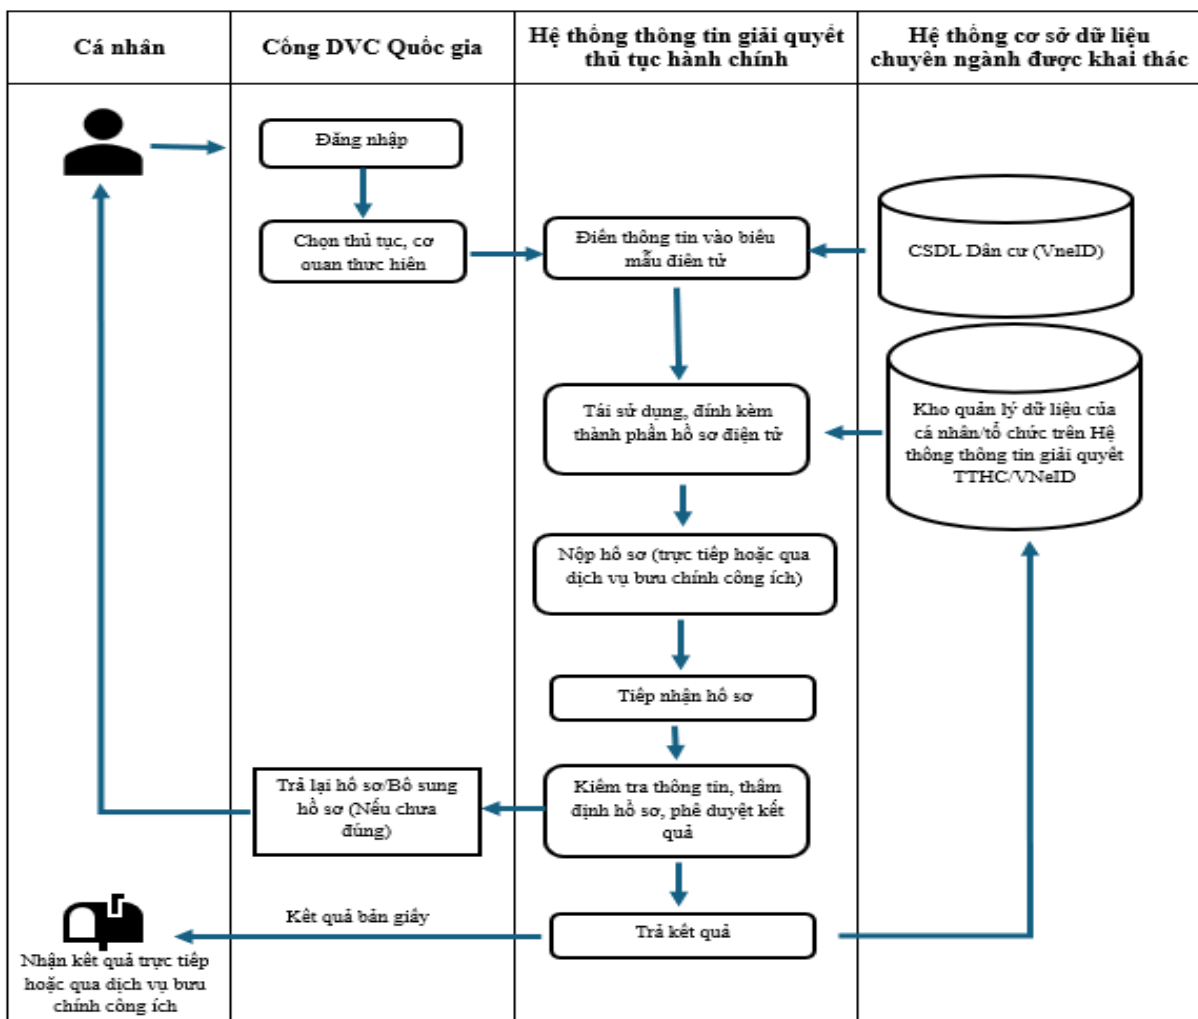 Cá nhân
Cổng DVC Quốc gia
Hệ thống thông tin giải quyết
thủ tục hành chính
Hệ thống cơ sở dữ liệu
chuyên ngành được khai thác
Đăng nhập
Chọn thủ tục, cơ
quan thực hiện
Điền thông tin vào biểu
mẫu điện tử
CSDL Dân cư (VneID)
Tái sử dụng, đính kèm
thành phần hồ sơ điện tử
Kho quản lý dữ liệu của
cá nhân/tổ chức trên Hệ
thống thông tin giải quyết
TTHC/VNeID
Nộp hồ sơ (trực tiếp hoặc qua
dịch vụ bưu chính công ích)
Tiếp nhận hồ sơ
Trả lại hồ sơ/Bổ sung
hồ sơ (Nếu chưa
đúng)
Kiểm tra thông tin, thẩm
định hồ sơ, phê duyệt kết
quả
Kết quả bản giấy
Trả kết quả
Nhận kết quả trực tiếp
hoặc qua dịch vụ bưu
chính công ích